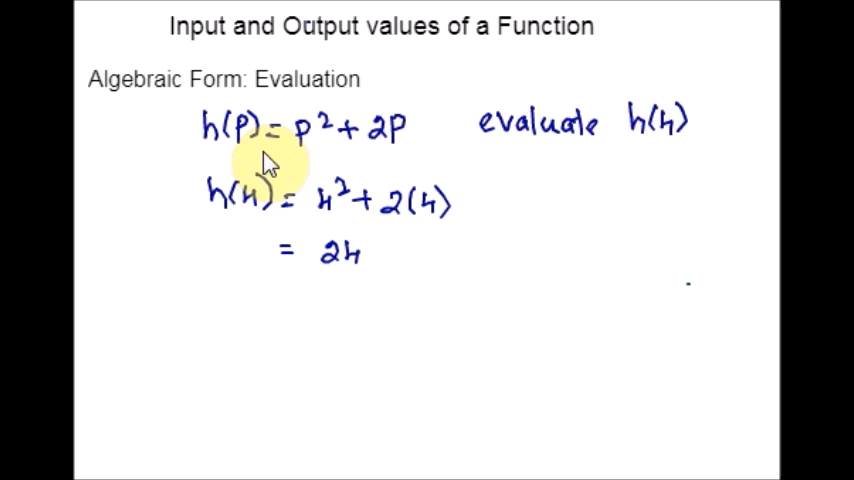 Input and Output values of a Function
Algebraic Form: Evaluation
h(p) = p² + 2p evaluate h(4)
h(4) = 4² + 2(4)
= 24